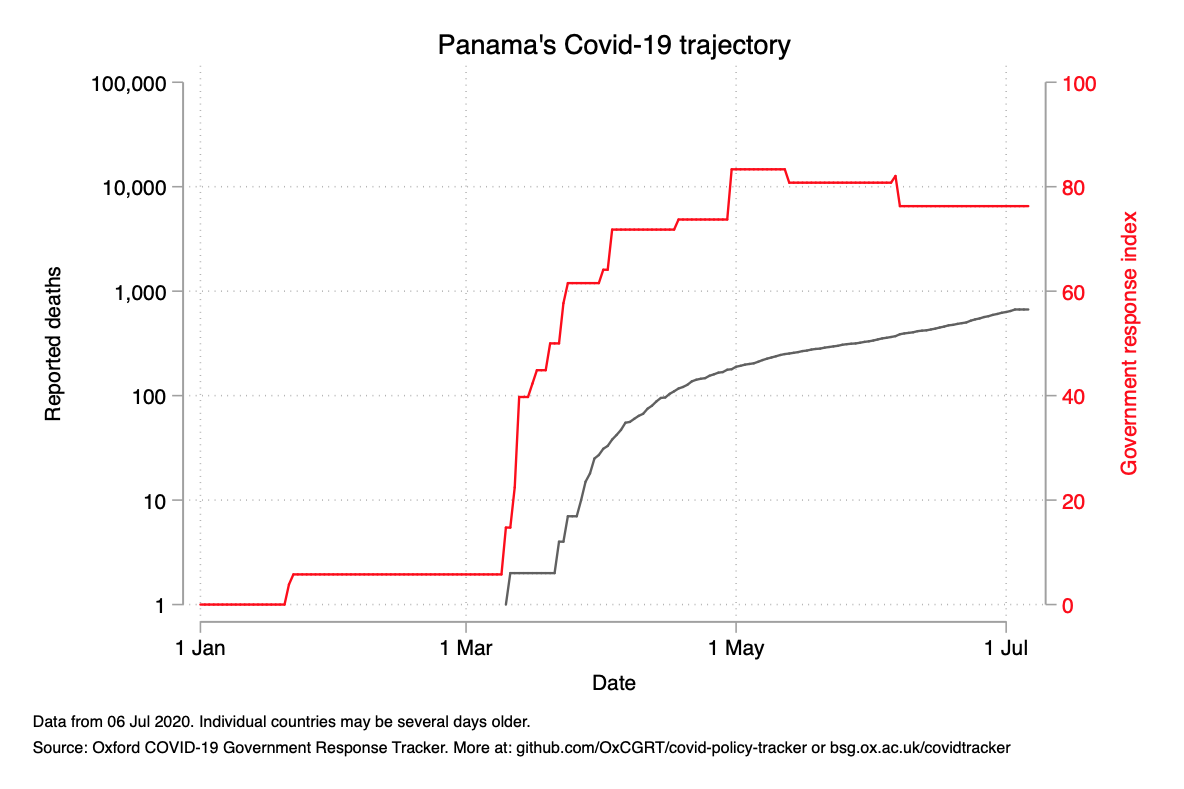 Panama's Covid-19 trajectory
100,000
10,000
1,000
100
10
1
Reported deaths
100
80
60
40
20
0
Government response index
1 Jan
1 Mar
1 May
1 Jul
Date
Data from 06 Jul 2020. Individual countries may be several days older.
Source: Oxford COVID-19 Government Response Tracker. More at: github.com/OxCGRT/covid-policy-tracker or bsg.ox.ac.uk/covidtracker